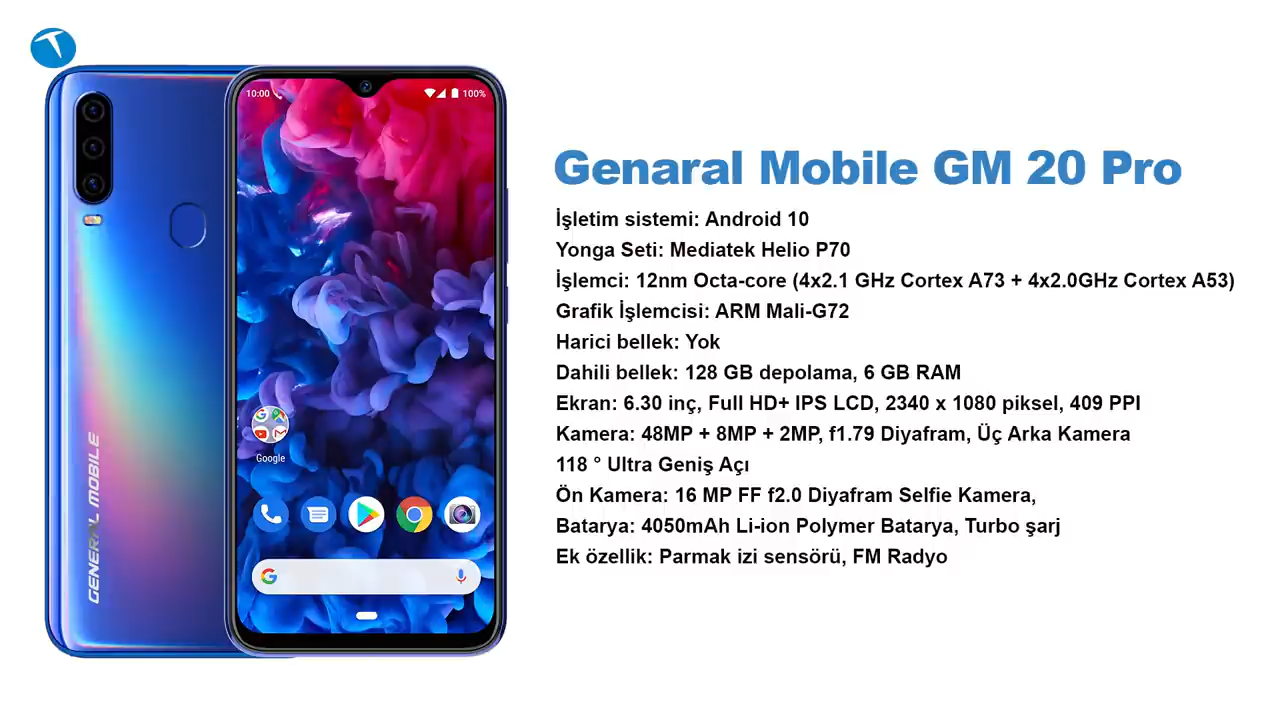 10:00
100%
GENERAL MOBILE
Google
Genaral Mobile GM 20 Pro
İşletim sistemi: Android 10
Yonga Seti: Mediatek Helio P70
İşlemci: 12nm Octa-core (4x2.1 GHz Cortex A73 + 4x2.0GHz Cortex A53)
Grafik İşlemcisi: ARM Mali-G72
Harici bellek: Yok
Dahili bellek: 128 GB depolama, 6 GB RAM
Ekran: 6.30 inç, Full HD+ IPS LCD, 2340 x 1080 piksel, 409 PPI
Kamera: 48MP + 8MP + 2MP, f1.79 Diyafram, Üç Arka Kamera
118 ° Ultra Geniş Açı
Ön Kamera: 16 MP FF f2.0 Diyafram Selfie Kamera,
Batarya: 4050mAh Li-ion Polymer Batarya, Turbo şarj
Ek özellik: Parmak izi sensörü, FM Radyo